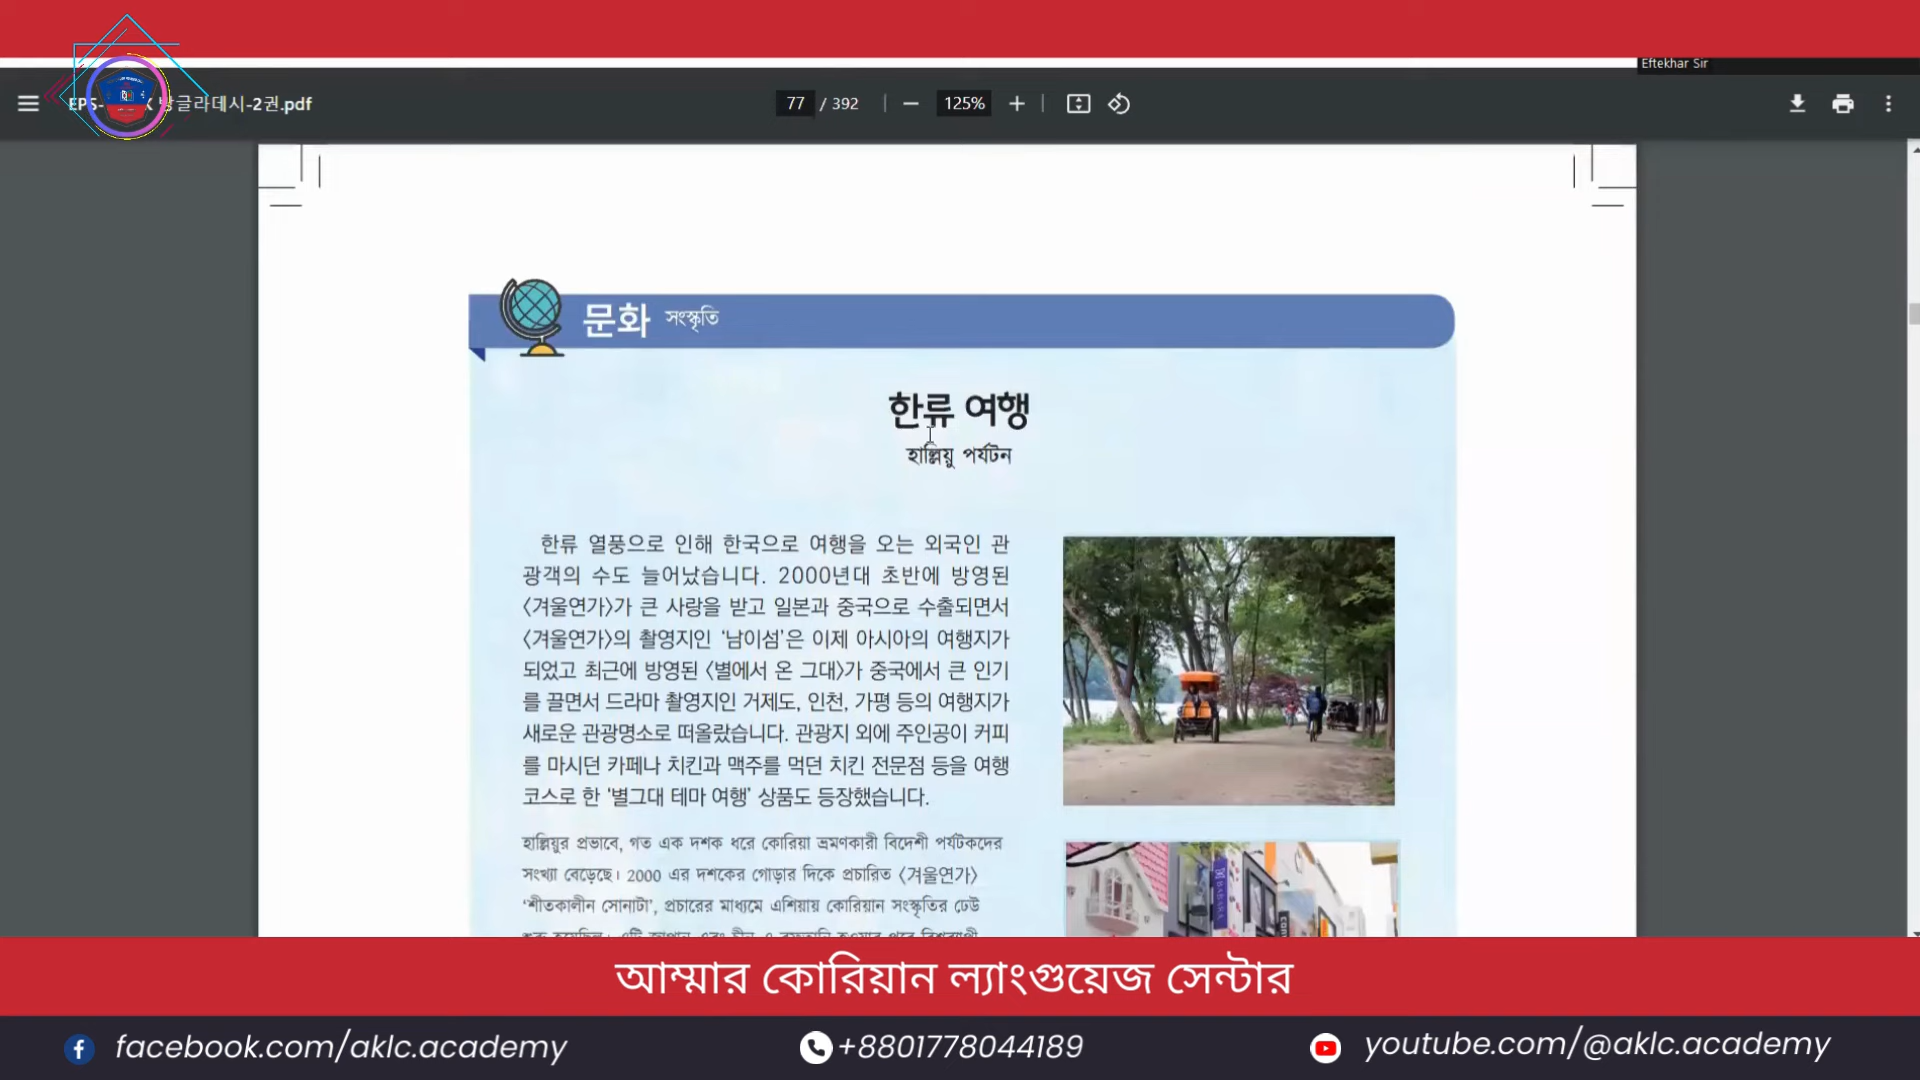 Eftekhar Sir
방글라데시-2권.pdf
77 / 392
125%
문화 সংস্কৃতি
한류 여행
হাল্লিয়ু পর্যটন
한류 열풍으로 인해 한국으로 여행을 오는 외국인 관
광객의 수도 늘어났습니다. 2000년대 초반에 방영된
〈겨울연가〉가 큰 사랑을 받고 일본과 중국으로 수출되면서
〈겨울연가〉의 촬영지인 ‘남이섬’은 이제 아시아의 여행지가
되었고 최근에 방영된 〈별에서 온 그대〉가 중국에서 큰 인기
를 끌면서 드라마 촬영지인 거제도, 인천, 가평 등의 여행지가
새로운 관광명소로 떠올랐습니다. 관광지 외에 주인공이 커피
를 마시던 카페나 치킨과 맥주를 먹던 치킨 전문점 등을 여행
코스로 한 ‘별그대 테마 여행’ 상품도 등장했습니다.
হাল্লিয়ুর প্রভাবে, গত এক দশক ধরে কোরিয়া ভ্রমণকারী বিদেশী পর্যটকদের
সংখ্যা বেড়েছে। 2000 এর দশকের গোড়ার দিকে প্রচারিত 〈겨울연가〉
‘শীতকালীন সোনাটা’, প্রচারের মাধ্যমে এশিয়ায় কোরিয়ান সংস্কৃতির ঢেউ
আম্মার কোরিয়ান ল্যাংগুয়েজ সেন্টার
facebook.com/aklc.academy
+8801778044189
youtube.com/@aklc.academy